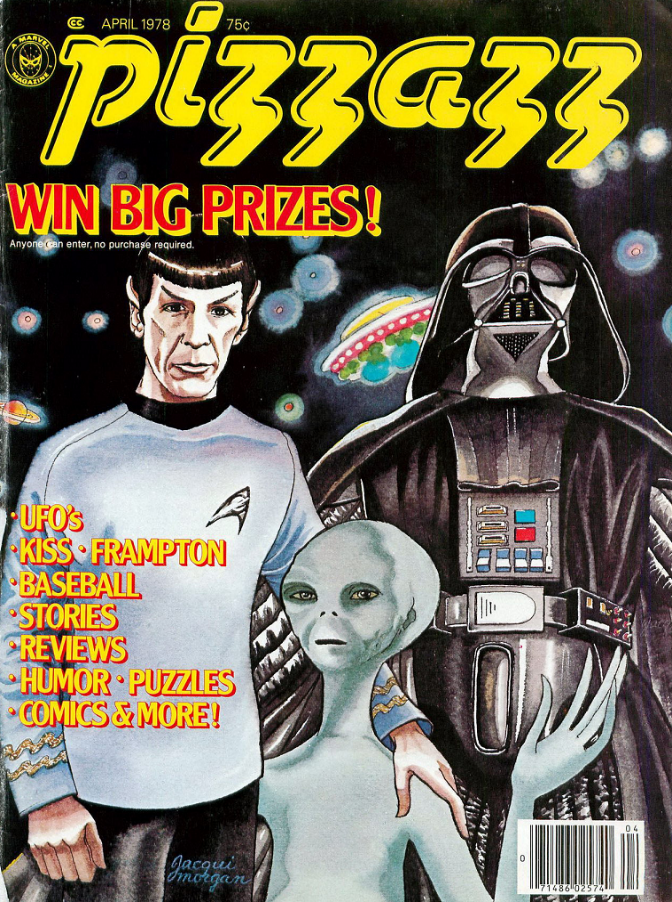 CC APRIL 1978 75¢
A MARVEL MAGAZINE
pizzazz
WIN BIG PRIZES!
Anyone can enter, no purchase required.
• UFO's
• KISS • FRAMPTON
• BASEBALL
• STORIES
• REVIEWS
• HUMOR • PUZZLES
• COMICS & MORE!
Jacqui
Morgan
04
0 71486 02574